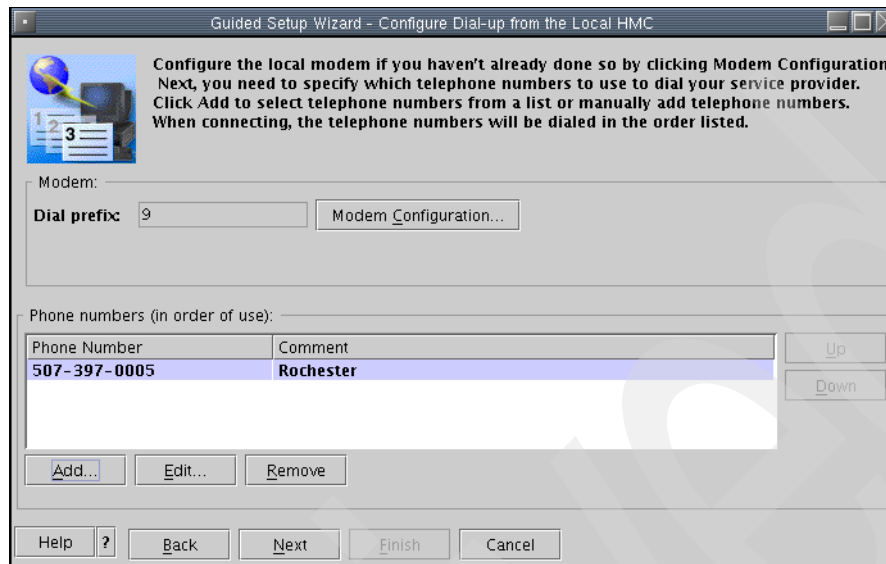 Guided Setup Wizard - Configure Dial-up from the Local HMC
Configure the local modem if you haven't already done so by clicking Modem Configuration
Next, you need to specify which telephone numbers to use to dial your service provider.
Click Add to select telephone numbers from a list or manually add telephone numbers.
When connecting, the telephone numbers will be dialed in the order listed.
1
2
3
Modem:
Dial prefix: 9 Modem Configuration...
Phone numbers (in order of use):
Phone Number Comment
507-397-0005 Rochester
Up
Down
Add... Edit... Remove
Help ? Back Next Finish Cancel